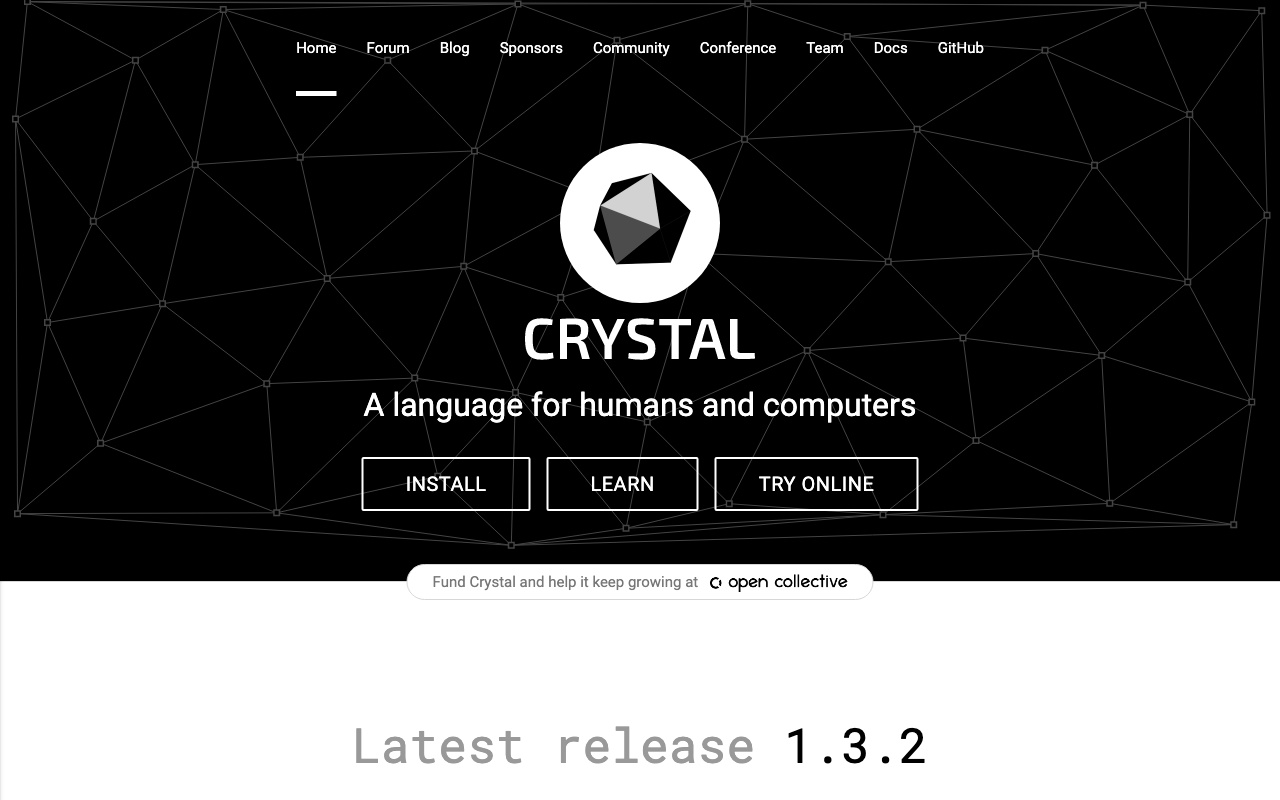 Home Forum Blog Sponsors Community Conference Team Docs GitHub
CRYSTAL
A language for humans and computers
INSTALL LEARN TRY ONLINE
Fund Crystal and help it keep growing at open collective
Latest release 1.3.2